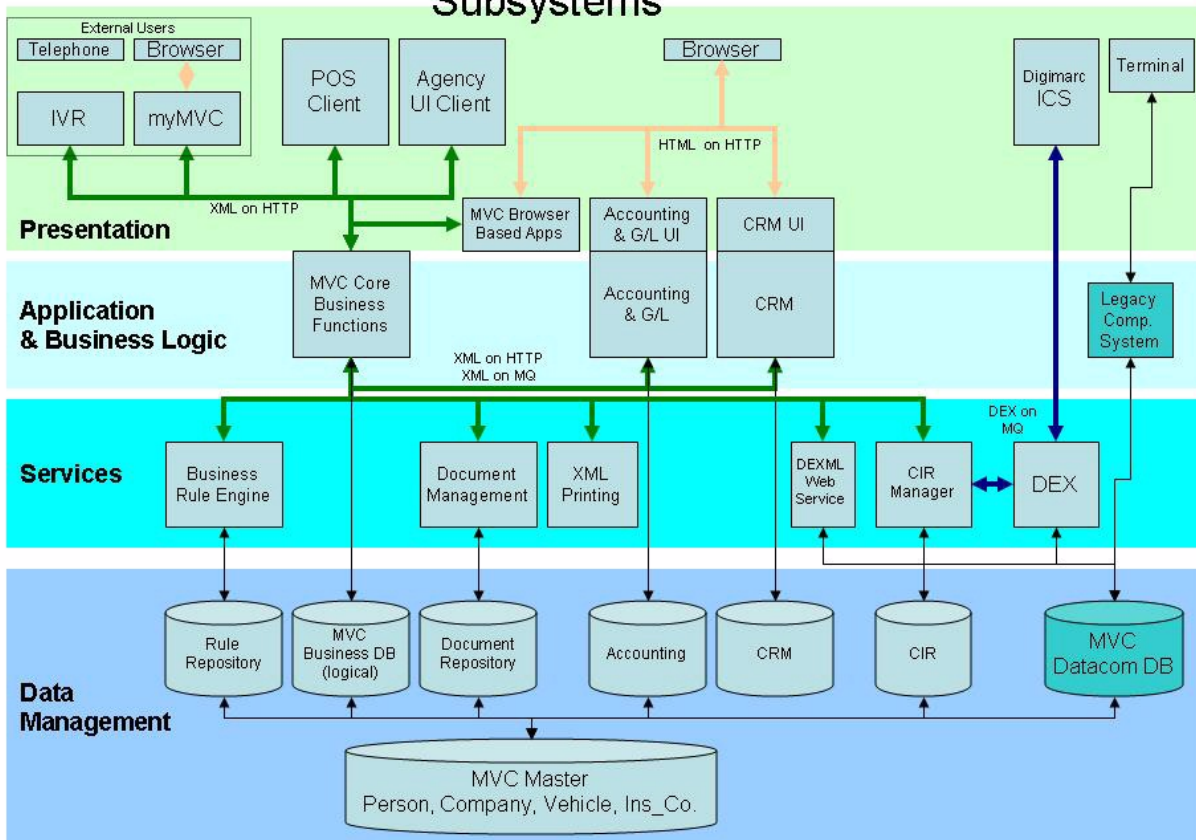 Subsystems
External Users
Telephone
Browser
IVR
myMVC
POS
Client
Agency
UI Client
Browser
Digimarc
ICS
Terminal
HTML on HTTP
XML on HTTP
MVC Browser
Based Apps
Accounting
& G/L UI
CRM UI
Presentation
Application
& Business Logic
MVC Core
Business
Functions
Accounting
& G/L
CRM
Legacy
Comp.
System
XML on HTTP
XML on MQ
DEX on
MQ
Services
Business
Rule Engine
Document
Management
XML
Printing
DEXML
Web
Service
CIR
Manager
DEX
Data
Management
Rule
Repository
MVC
Business DB
(logical)
Document
Repository
Accounting
CRM
CIR
MVC
Datacom DB
MVC Master
Person, Company, Vehicle, Ins_Co.